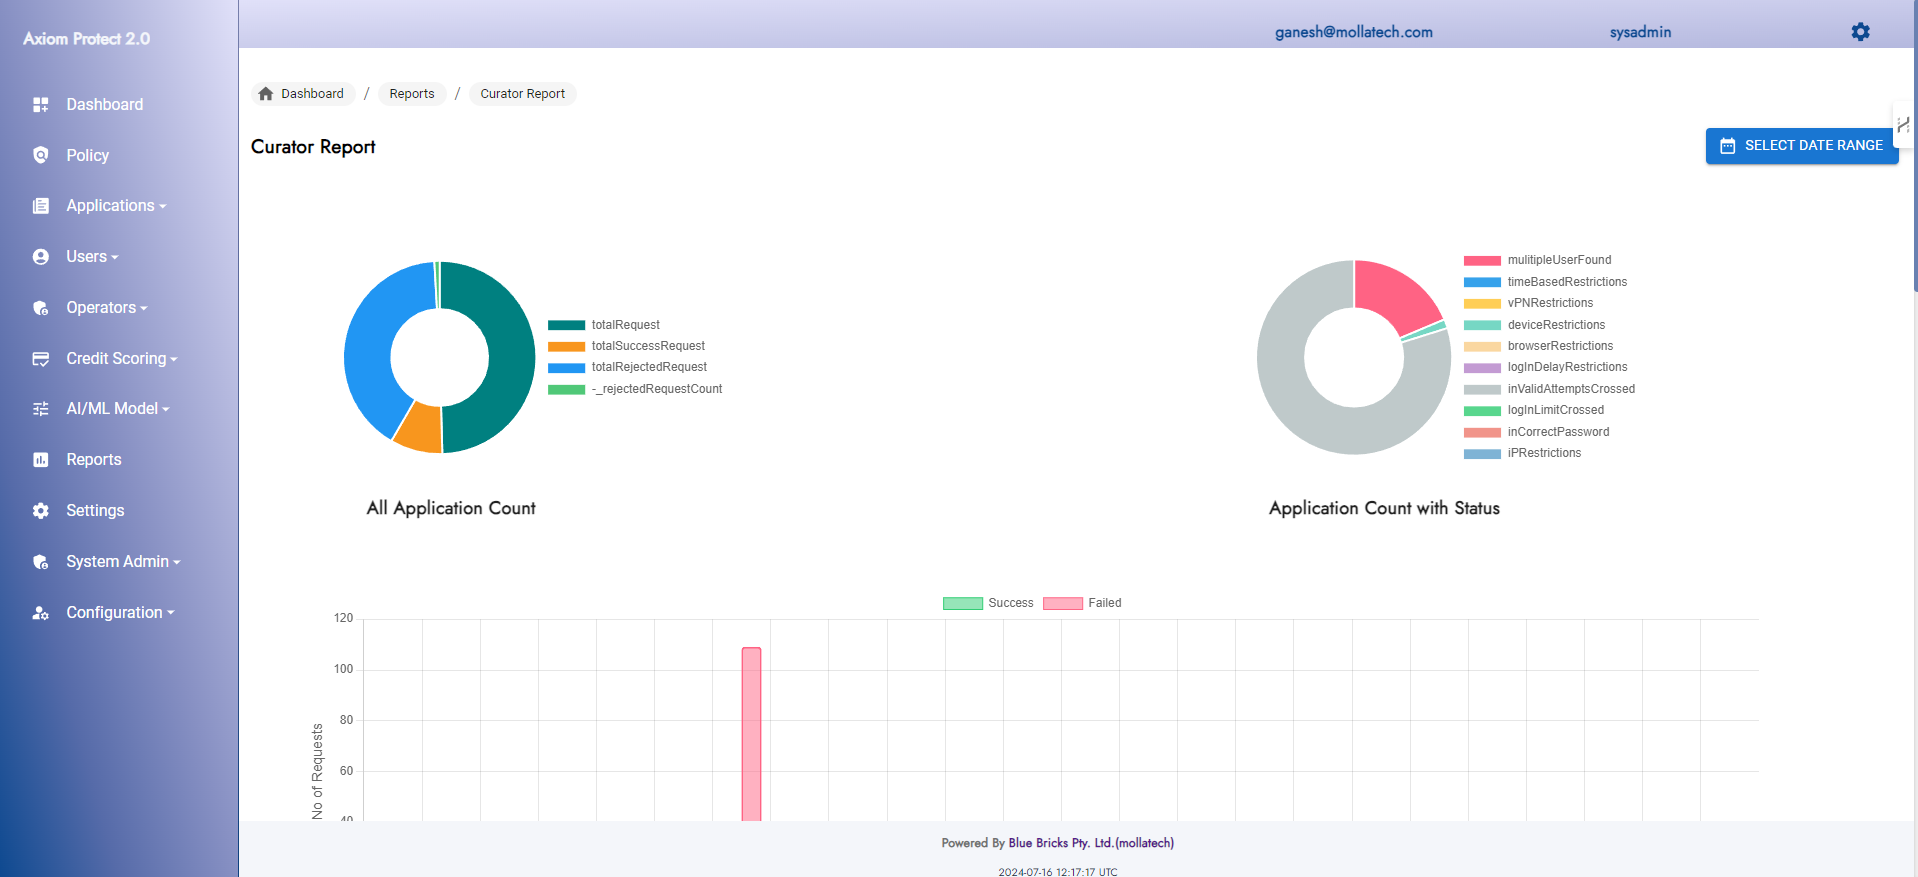 Axiom Protect 2.0
ganesh@mollatech.com
sysadmin
Dashboard
Policy
Applications
Users
Operators
Credit Scoring
AI/ML Model
Reports
Settings
System Admin
Configuration
Dashboard / Reports / Curator Report
Curator Report
SELECT DATE RANGE
totalRequest
totalSuccessRequest
totalRejectedRequest
-_rejectedRequestCount
All Application Count
mulitipleUserFound
timeBasedRestrictions
vPNRestrictions
deviceRestrictions
browserRestrictions
logInDelayRestrictions
inValidAttemptsCrossed
logInLimitCrossed
inCorrectPassword
iPRestrictions
Application Count with Status
Success Failed
120
100
80
60
40
No of Requests
Powered By Blue Bricks Pty. Ltd.(mollatech)
2024-07-16 12:17:17 UTC